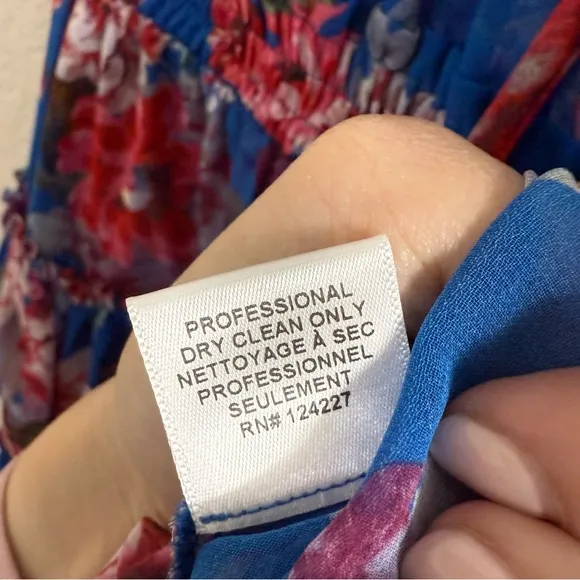 PROFESSIONAL
DRY CLEAN ONLY
NETTOYAGE À SEC
PROFESSIONNEL
SEULEMENT
RN# 124227